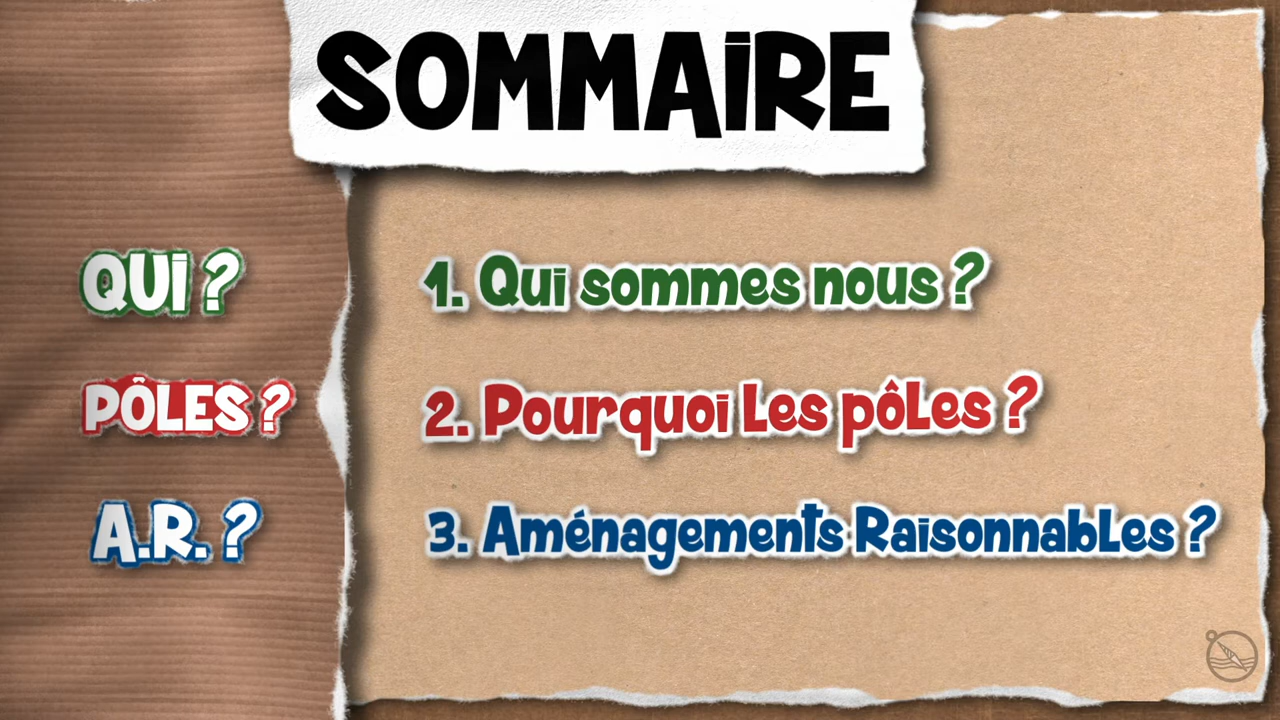 SOMMAIRE
QUI ?
1. Qui sommes nous ?
PÔLES ?
2. Pourquoi Les pôLes ?
A.R. ?
3. Aménagements RaisonnabLes ?